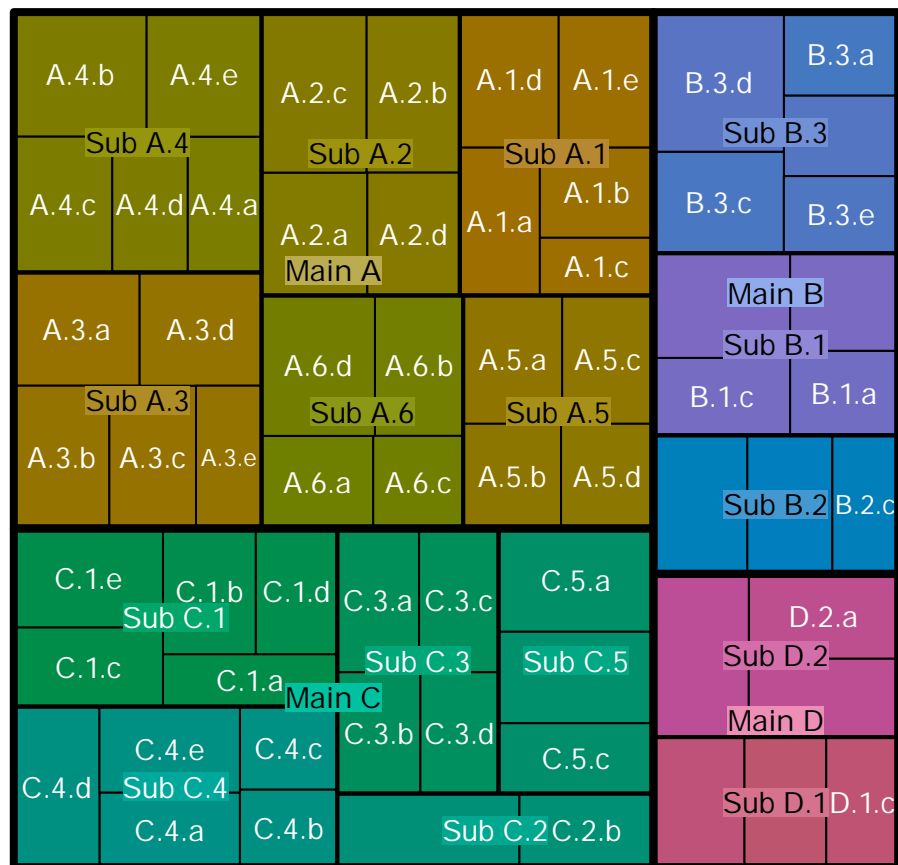 A.4.b
A.4.e
Sub A.4
A.4.c
A.4.d
A.4.a
A.2.c
A.2.b
Sub A.2
A.2.a
A.2.d
Main A
A.1.d
A.1.e
Sub A.1
A.1.a
A.1.b
A.1.c
A.3.a
A.3.d
Sub A.3
A.3.b
A.3.c
A.3.e
A.6.d
A.6.b
Sub A.6
A.6.a
A.6.c
A.5.a
A.5.c
Sub A.5
A.5.b
A.5.d
B.3.d
B.3.a
Sub B.3
B.3.c
B.3.e
Main B
Sub B.1
B.1.c
B.1.a
Sub B.2
B.2.c
C.1.e
C.1.b
C.1.d
Sub C.1
C.1.c
C.1.a
Main C
C.3.a
C.3.c
Sub C.3
C.3.b
C.3.d
C.5.a
Sub C.5
C.5.c
C.4.d
C.4.e
C.4.c
Sub C.4
C.4.a
C.4.b
Sub C.2
C.2.b
D.2.a
Sub D.2
Main D
Sub D.1
D.1.c